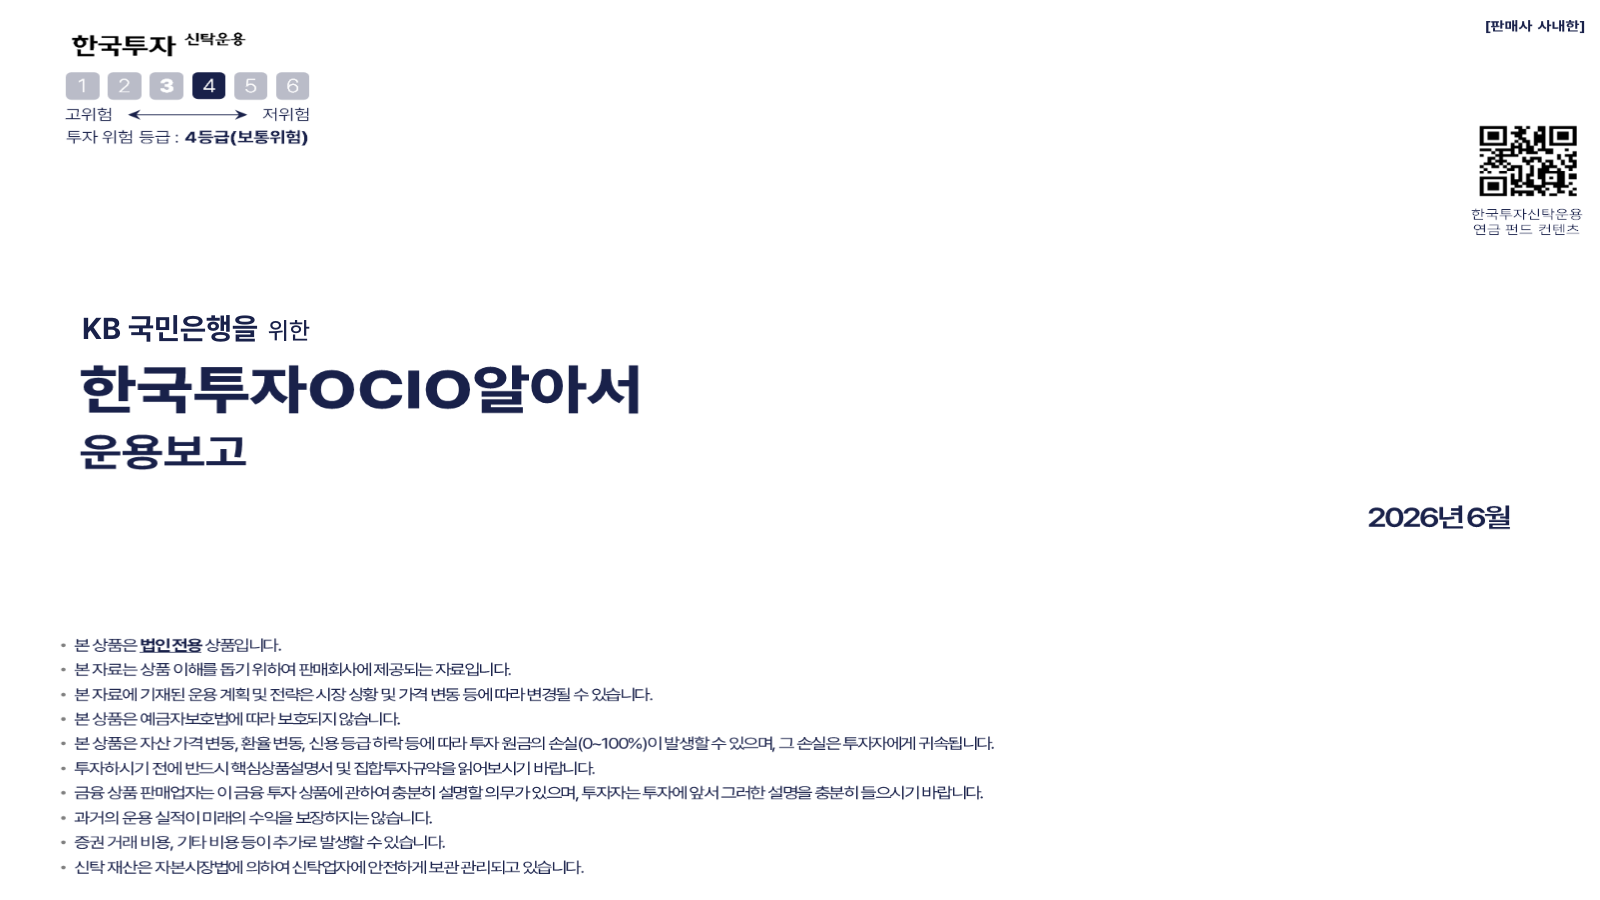 [판매사 사내한]
한국투자 신탁운용
1 2 3 4 5 6
고위험 저위험
투자 위험 등급 : 4등급(보통위험)
한국투자신탁운용
연금 펀드 컨텐츠
KB 국민은행을 위한
한국투자OCIO알아서
운용보고
2026년 6월
• 본 상품은 법인 전용 상품입니다.
• 본 자료는 상품 이해를 돕기 위하여 판매회사에 제공되는 자료입니다.
• 본 자료에 기재된 운용 계획 및 전략은 시장 상황 및 가격 변동 등에 따라 변경될 수 있습니다.
• 본 상품은 예금자보호법에 따라 보호되지 않습니다.
• 본 상품은 자산 가격 변동, 환율 변동, 신용 등급 하락 등에 따라 투자 원금의 손실(0~100%)이 발생할 수 있으며, 그 손실은 투자자에게 귀속됩니다.
• 투자하시기 전에 반드시 핵심상품설명서 및 집합투자규약을 읽어보시기 바랍니다.
• 금융 상품 판매업자는 이 금융 투자 상품에 관하여 충분히 설명할 의무가 있으며, 투자자는 투자에 앞서 그러한 설명을 충분히 들으시기 바랍니다.
• 과거의 운용 실적이 미래의 수익을 보장하지는 않습니다.
• 증권 거래 비용, 기타 비용 등이 추가로 발생할 수 있습니다.
• 신탁 재산은 자본시장법에 의하여 신탁업자에 안전하게 보관 관리되고 있습니다.